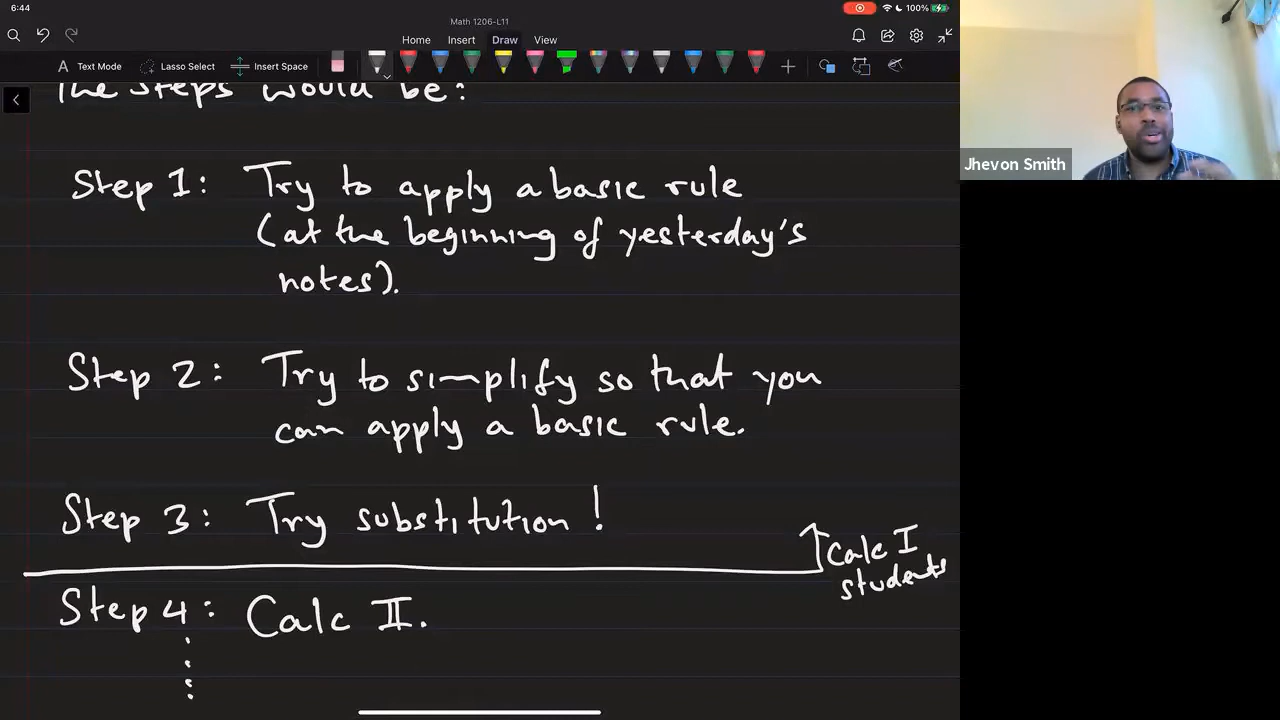 6:44
100%
Math 1206-L11
Home Insert Draw View
Text Mode Lasso Select Insert Space
The steps would be:
Step 1: Try to apply a basic rule
(at the beginning of yesterday's
notes).
Step 2: Try to simplify so that you
can apply a basic rule.
Step 3: Try substitution!
Calc I
students
Step 4: Calc II.
Jhevon Smith